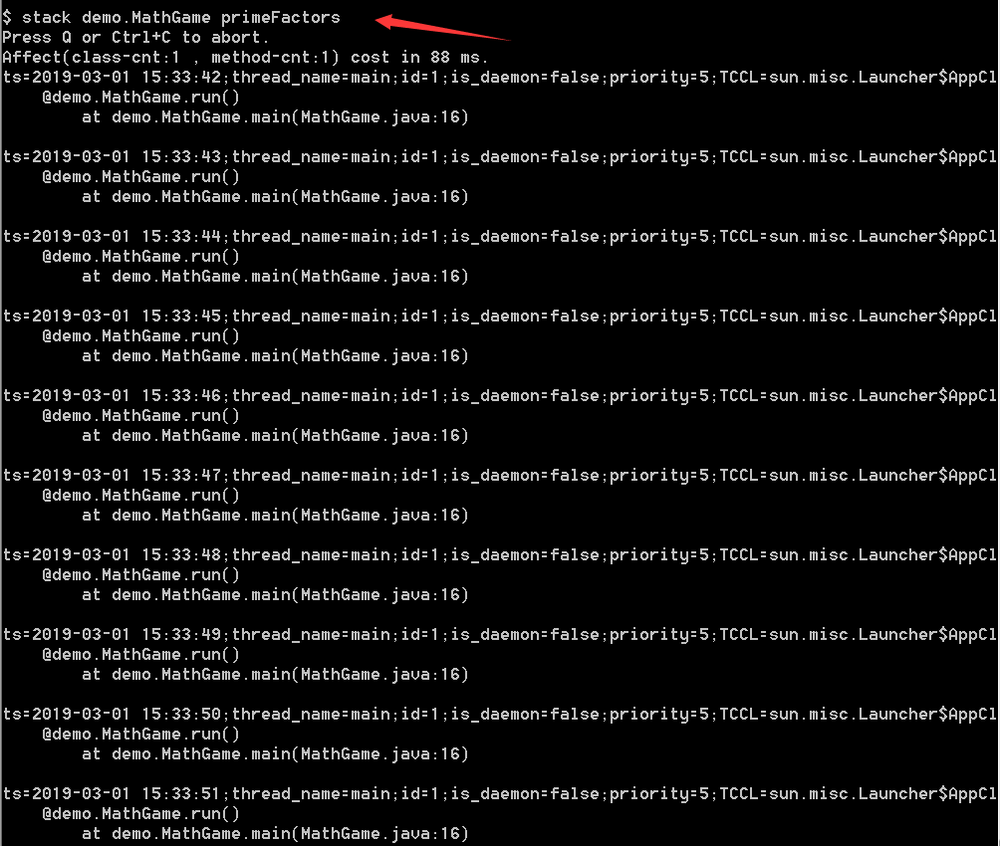 $ stack demo.MathGame primeFactors
Press Q or Ctrl+C to abort.
Affect(class-cnt:1 , method-cnt:1) cost in 88 ms.
ts=2019-03-01 15:33:42;thread_name=main;id=1;is_daemon=false;priority=5;TCCL=sun.misc.Launcher$AppCl
    @demo.MathGame.run()
        at demo.MathGame.main(MathGame.java:16)

ts=2019-03-01 15:33:43;thread_name=main;id=1;is_daemon=false;priority=5;TCCL=sun.misc.Launcher$AppCl
    @demo.MathGame.run()
        at demo.MathGame.main(MathGame.java:16)

ts=2019-03-01 15:33:44;thread_name=main;id=1;is_daemon=false;priority=5;TCCL=sun.misc.Launcher$AppCl
    @demo.MathGame.run()
        at demo.MathGame.main(MathGame.java:16)

ts=2019-03-01 15:33:45;thread_name=main;id=1;is_daemon=false;priority=5;TCCL=sun.misc.Launcher$AppCl
    @demo.MathGame.run()
        at demo.MathGame.main(MathGame.java:16)

ts=2019-03-01 15:33:46;thread_name=main;id=1;is_daemon=false;priority=5;TCCL=sun.misc.Launcher$AppCl
    @demo.MathGame.run()
        at demo.MathGame.main(MathGame.java:16)

ts=2019-03-01 15:33:47;thread_name=main;id=1;is_daemon=false;priority=5;TCCL=sun.misc.Launcher$AppCl
    @demo.MathGame.run()
        at demo.MathGame.main(MathGame.java:16)

ts=2019-03-01 15:33:48;thread_name=main;id=1;is_daemon=false;priority=5;TCCL=sun.misc.Launcher$AppCl
    @demo.MathGame.run()
        at demo.MathGame.main(MathGame.java:16)

ts=2019-03-01 15:33:49;thread_name=main;id=1;is_daemon=false;priority=5;TCCL=sun.misc.Launcher$AppCl
    @demo.MathGame.run()
        at demo.MathGame.main(MathGame.java:16)

ts=2019-03-01 15:33:50;thread_name=main;id=1;is_daemon=false;priority=5;TCCL=sun.misc.Launcher$AppCl
    @demo.MathGame.run()
        at demo.MathGame.main(MathGame.java:16)

ts=2019-03-01 15:33:51;thread_name=main;id=1;is_daemon=false;priority=5;TCCL=sun.misc.Launcher$AppCl
    @demo.MathGame.run()
        at demo.MathGame.main(MathGame.java:16)